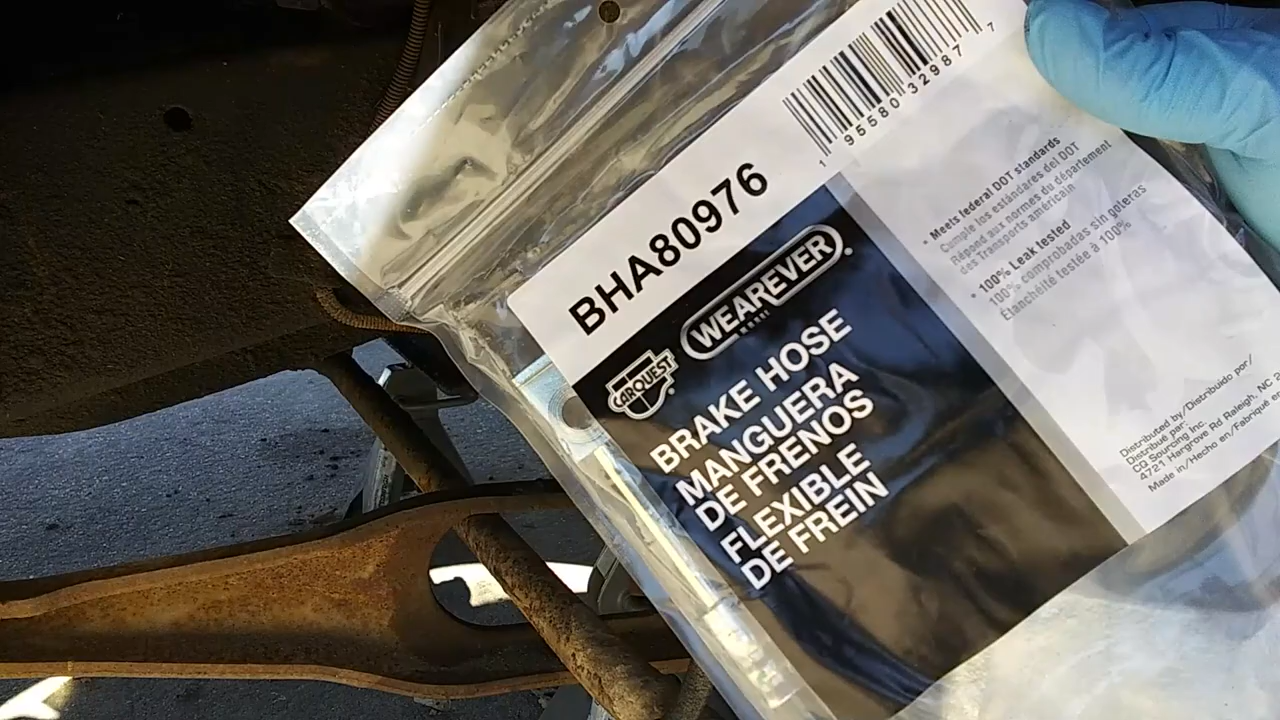 1 95580 32987 7
BHA80976
CARQUEST
WEAREVER
BRAKE HOSE
MANGUERA
DE FRENOS
FLEXIBLE
DE FREIN
• Meets federal DOT standards
Cumple los estándares del DOT
Répond aux normes du département
des Transports américain
• 100% Leak tested
100% comprobadas sin goteras
Étanchéité testée à 100%
Distributed by/Distribuido por/
Distribué par:
CQ Sourcing Inc.
4721 Hargrove Rd Raleigh, NC 2
Made in/Hecho en/Fabriqué en